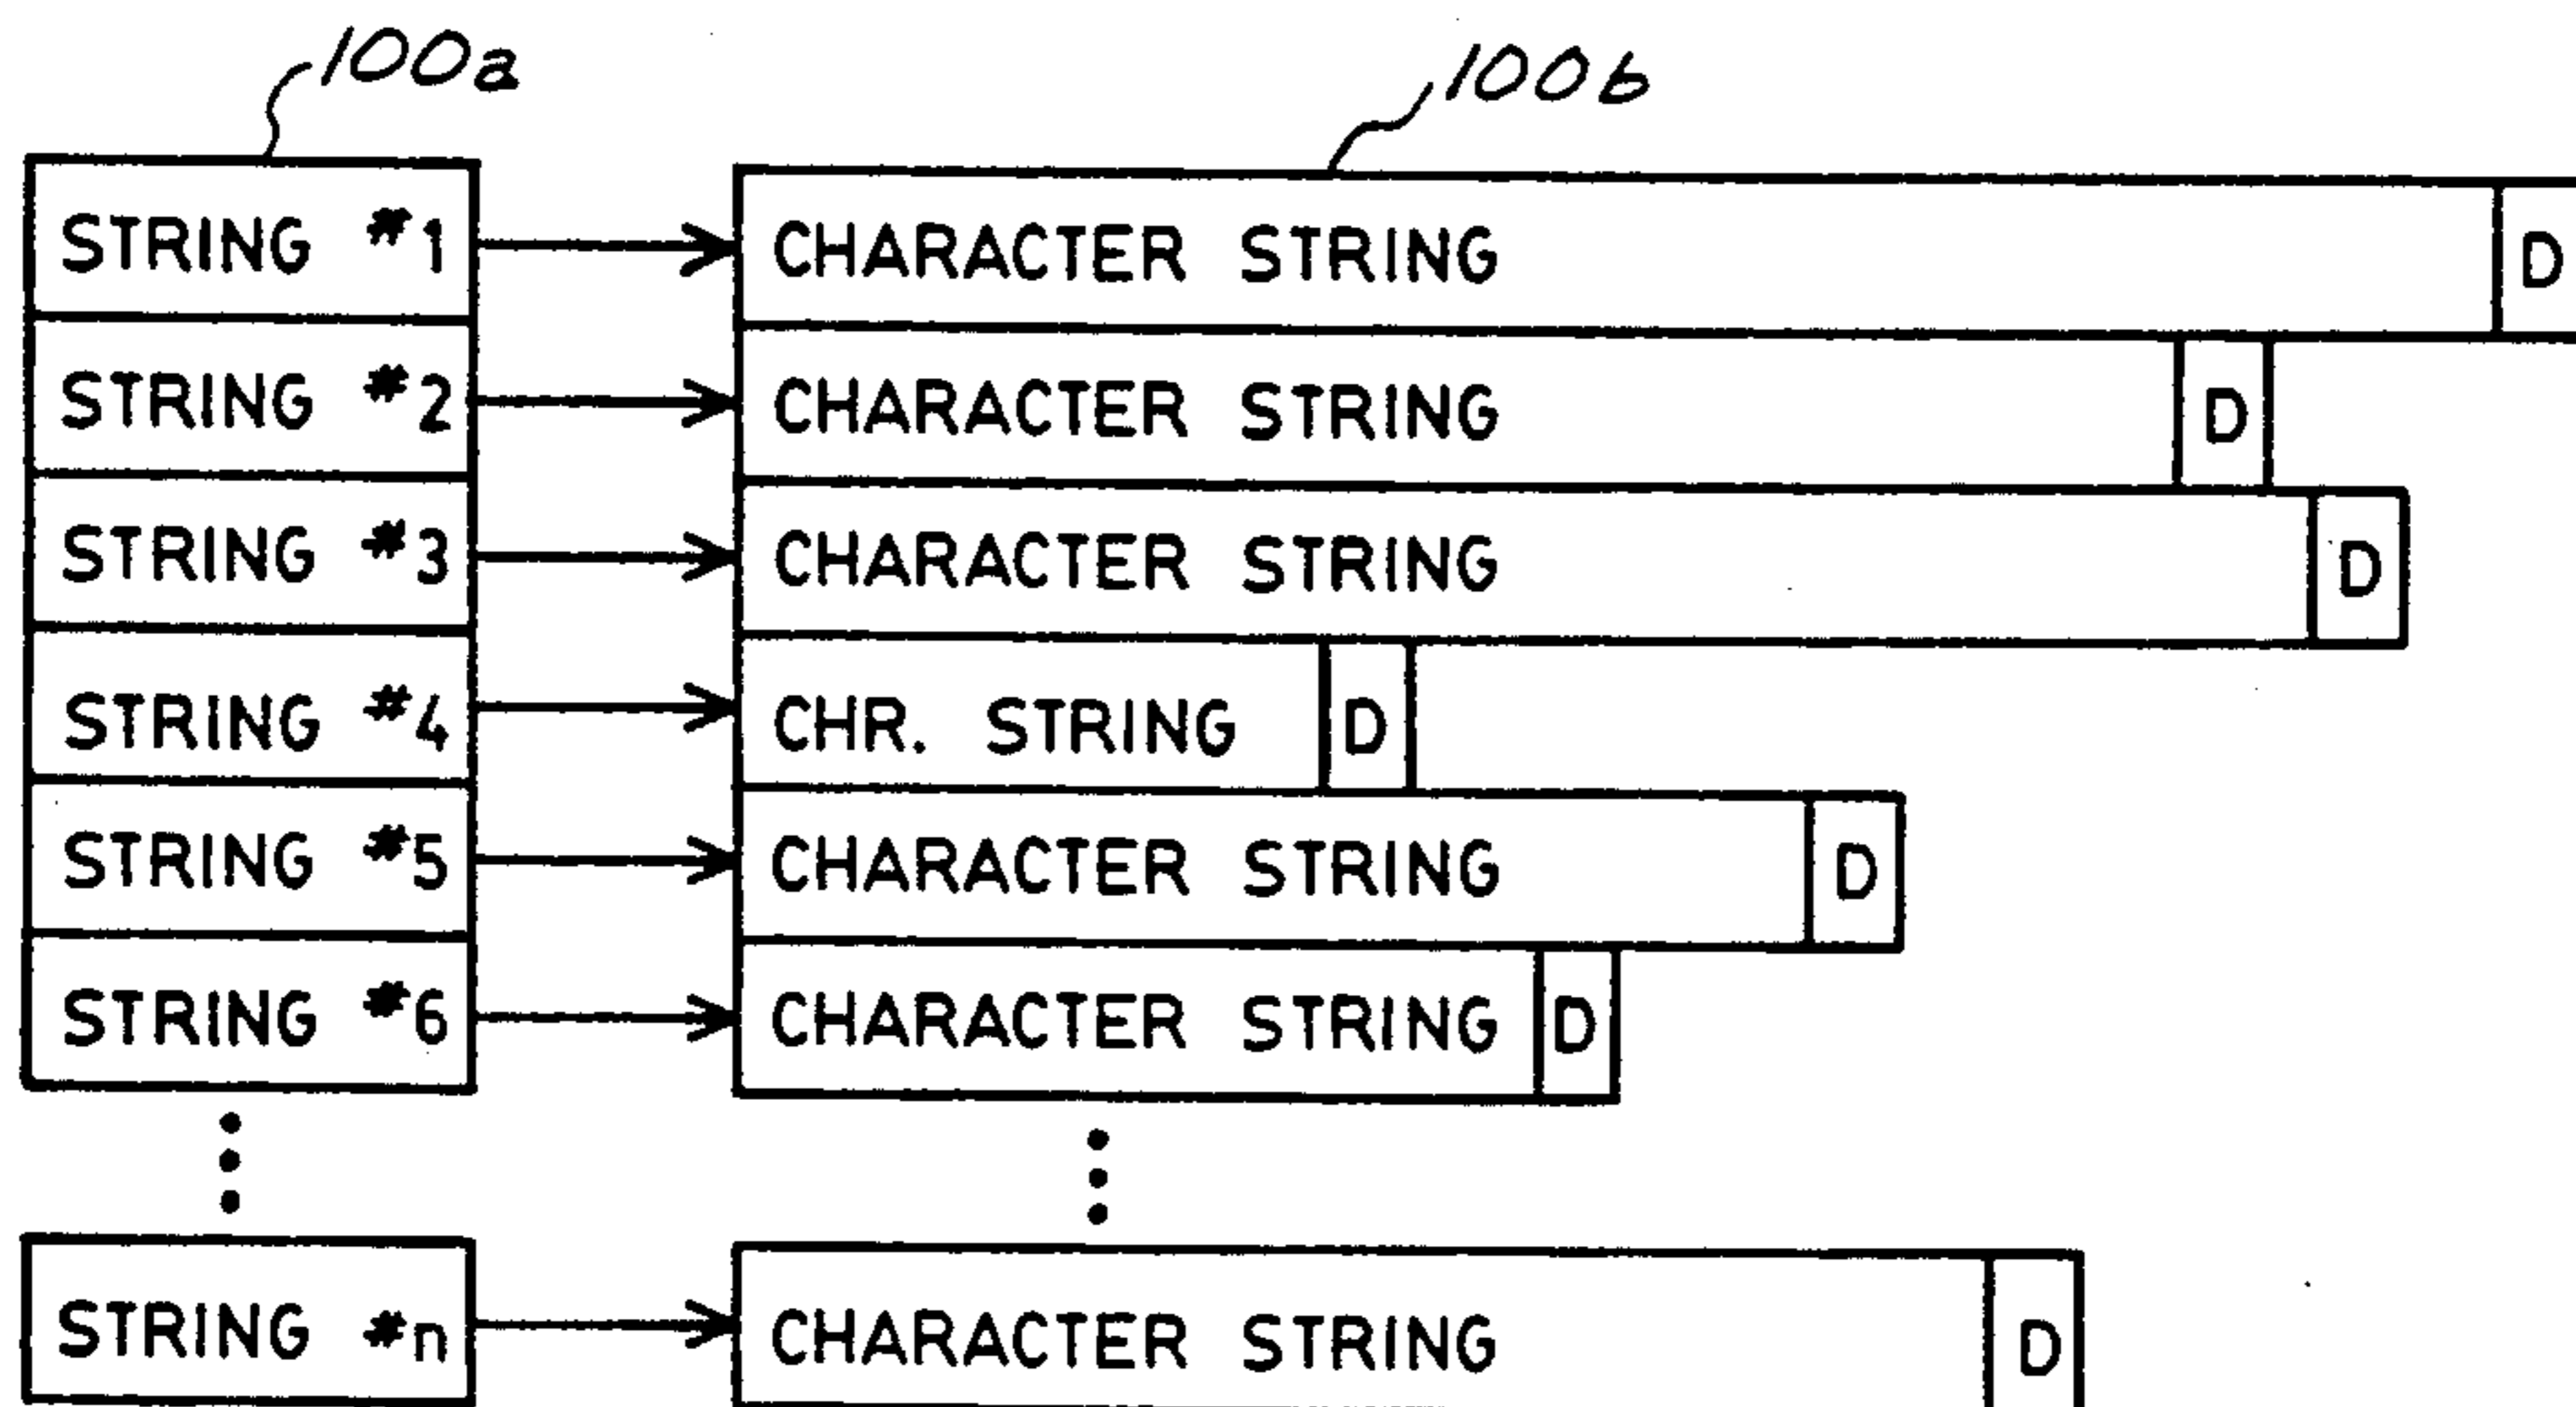 100a 100b
STRING #1 CHARACTER STRING D
STRING #2 CHARACTER STRING D
STRING #3 CHARACTER STRING D
STRING #4 CHR. STRING D
STRING #5 CHARACTER STRING D
STRING #6 CHARACTER STRING D
STRING #n CHARACTER STRING D